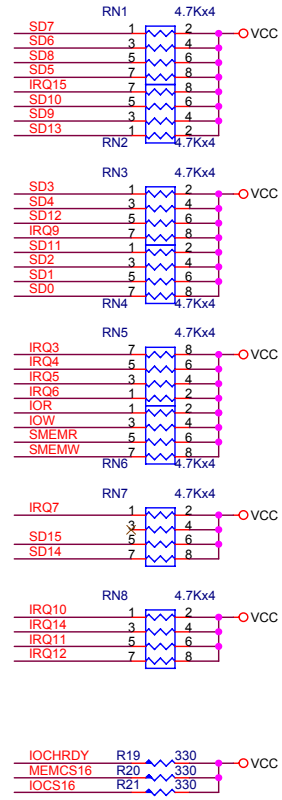 RN1 4.7Kx4
SD7 1 2 VCC
SD6 3 4
SD8 5 6
SD5 7 8
IRQ15 7 8
SD10 5 6
SD9 3 4
SD13 1 2
RN2 4.7Kx4
RN3 4.7Kx4
SD3 1 2 VCC
SD4 3 4
SD12 5 6
IRQ9 7 8
SD11 1 2
SD2 3 4
SD1 5 6
SD0 7 8
RN4 4.7Kx4
RN5 4.7Kx4
IRQ3 7 8 VCC
IRQ4 5 6
IRQ5 3 4
IRQ6 1 2
IOR 1 2
IOW 3 4
SMEMR 5 6
SMEMW 7 8
RN6 4.7Kx4
RN7 4.7Kx4
IRQ7 1 2 VCC
3 4
SD15 5 6
SD14 7 8
RN8 4.7Kx4
IRQ10 1 2 VCC
IRQ14 3 4
IRQ11 5 6
IRQ12 7 8
IOCHRDY R19 330 VCC
MEMCS16 R20 330
IOCS16 R21 330